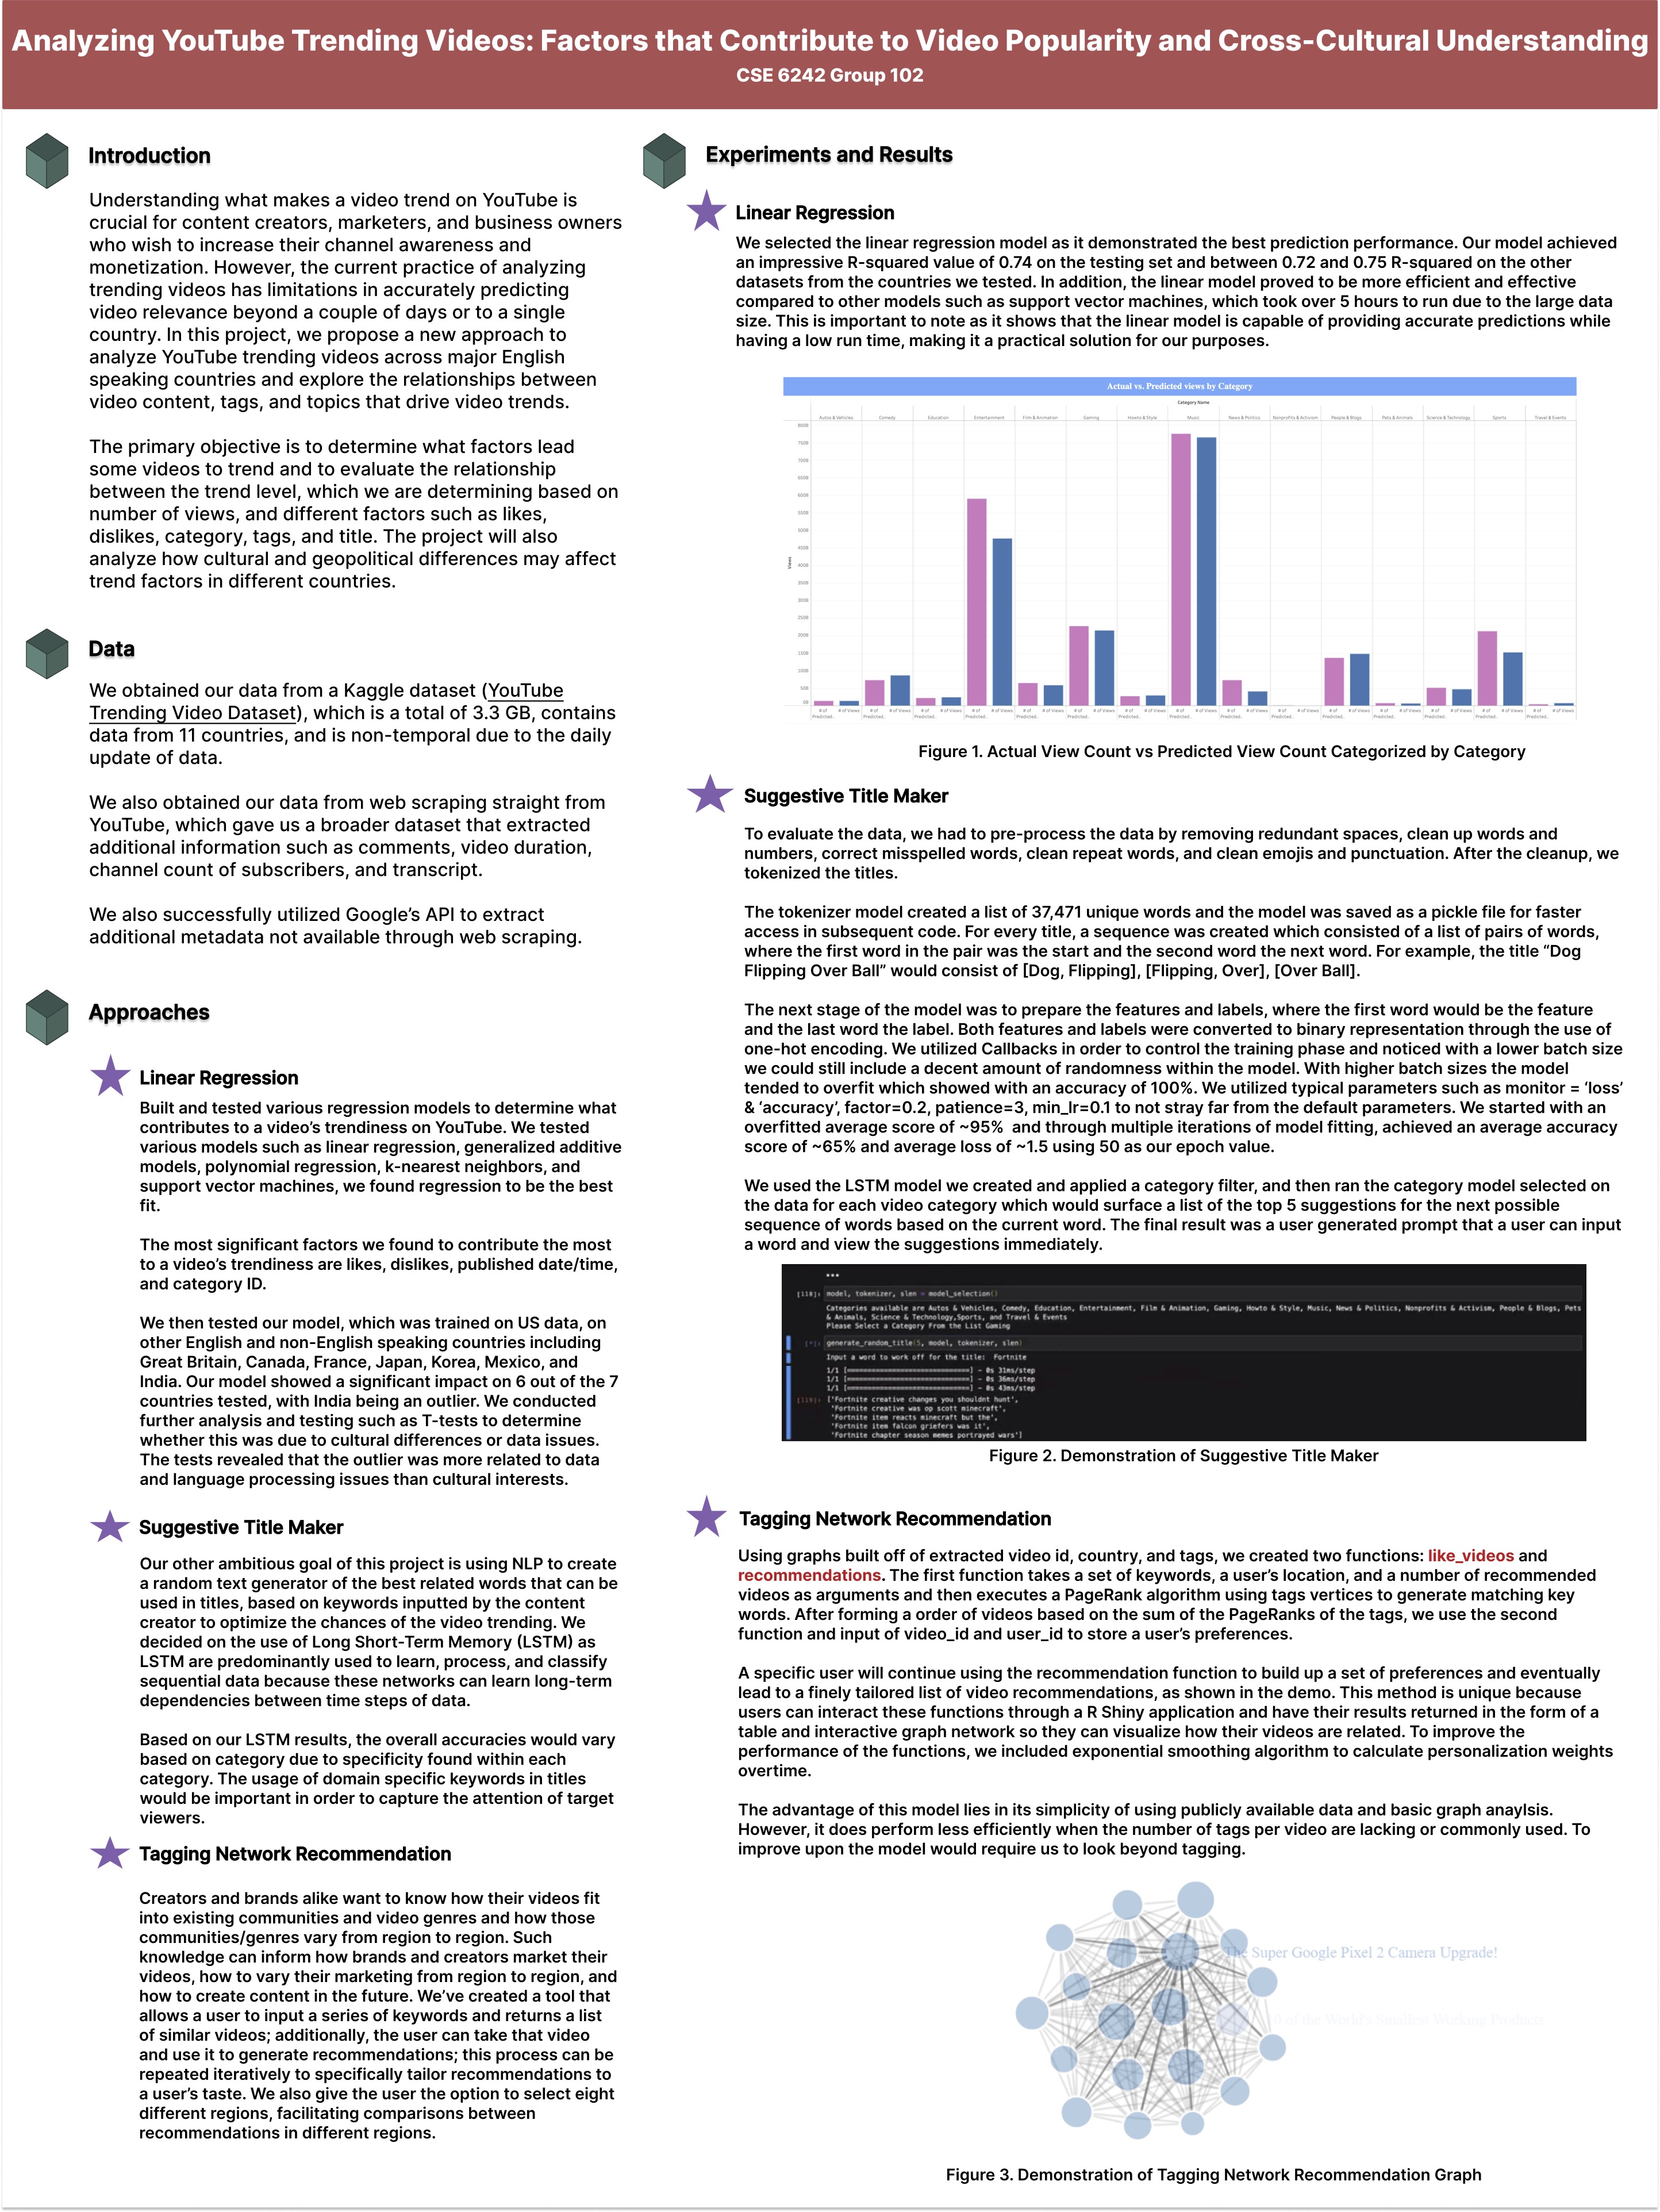 Analyzing YouTube Trending Videos: Factors that Contribute to Video Popularity and Cross-Cultural Understanding
CSE 6242 Group 102
Introduction
Understanding what makes a video trend on YouTube is
crucial for content creators, marketers, and business owners
who wish to increase their channel awareness and
monetization. However, the current practice of analyzing
trending videos has limitations in accurately predicting
video relevance beyond a couple of days or to a single
country. In this project, we propose a new approach to
analyze YouTube trending videos across major English
speaking countries and explore the relationships between
video content, tags, and topics that drive video trends.
The primary objective is to determine what factors lead
some videos to trend and to evaluate the relationship
between the trend level, which we are determining based on
number of views, and different factors such as likes,
dislikes, category, tags, and title. The project will also
analyze how cultural and geopolitical differences may affect
trend factors in different countries.
Data
We obtained our data from a Kaggle dataset (YouTube
Trending Video Dataset), which is a total of 3.3 GB, contains
data from 11 countries, and is non-temporal due to the daily
update of data.
We also obtained our data from web scraping straight from
YouTube, which gave us a broader dataset that extracted
additional information such as comments, video duration,
channel count of subscribers, and transcript.
We also successfully utilized Google's API to extract
additional metadata not available through web scraping.
Approaches
Linear Regression
Built and tested various regression models to determine what
contributes to a video's trendiness on YouTube. We tested
various models such as linear regression, generalized additive
models, polynomial regression, k-nearest neighbors, and
support vector machines, we found regression to be the best
fit.
The most significant factors we found to contribute the most
to a video's trendiness are likes, dislikes, published date/time,
and category ID.
We then tested our model, which was trained on US data, on
other English and non-English speaking countries including
Great Britain, Canada, France, Japan, Korea, Mexico, and
India. Our model showed a significant impact on 6 out of the 7
countries tested, with India being an outlier. We conducted
further analysis and testing such as T-tests to determine
whether this was due to cultural differences or data issues.
The tests revealed that the outlier was more related to data
and language processing issues than cultural interests.
Suggestive Title Maker
Our other ambitious goal of this project is using NLP to create
a random text generator of the best related words that can be
used in titles, based on keywords inputted by the content
creator to optimize the chances of the video trending. We
decided on the use of Long Short-Term Memory (LSTM) as
LSTM are predominantly used to learn, process, and classify
sequential data because these networks can learn long-term
dependencies between time steps of data.
Based on our LSTM results, the overall accuracies would vary
based on category due to specificity found within each
category. The usage of domain specific keywords in titles
would be important in order to capture the attention of target
viewers.
Tagging Network Recommendation
Creators and brands alike want to know how their videos fit
into existing communities and video genres and how those
communities/genres vary from region to region. Such
knowledge can inform how brands and creators market their
videos, how to vary their marketing from region to region, and
how to create content in the future. We've created a tool that
allows a user to input a series of keywords and returns a list
of similar videos; additionally, the user can take that video
and use it to generate recommendations; this process can be
repeated iteratively to specifically tailor recommendations to
a user's taste. We also give the user the option to select eight
different regions, facilitating comparisons between
recommendations in different regions.
Experiments and Results
Linear Regression
We selected the linear regression model as it demonstrated the best prediction performance. Our model achieved
an impressive R-squared value of 0.74 on the testing set and between 0.72 and 0.75 R-squared on the other
datasets from the countries we tested. In addition, the linear model proved to be more efficient and effective
compared to other models such as support vector machines, which took over 5 hours to run due to the large data
size. This is important to note as it shows that the linear model is capable of providing accurate predictions while
having a low run time, making it a practical solution for our purposes.
Actual vs. Predicted views by Category
Category Name
Autos & Vehicles Comedy Education Entertainment Film & Animation Gaming Howto & Style Music News & Politics Nonprofits & Activism People & Blogs Pets & Animals Science & Technology Sports Travel & Events
800B
750B
700B
650B
600B
550B
500B
450B
400B
350B
300B
250B
200B
150B
100B
50B
0B
Views
# of Predicted.. # of Views # of Predicted.. # of Views # of Predicted.. # of Views # of Predicted.. # of Views # of Predicted.. # of Views # of Predicted.. # of Views # of Predicted.. # of Views # of Predicted.. # of Views # of Predicted.. # of Views # of Predicted.. # of Views # of Predicted.. # of Views # of Predicted.. # of Views # of Predicted.. # of Views # of Predicted.. # of Views # of Predicted.. # of Views
Figure 1. Actual View Count vs Predicted View Count Categorized by Category
Suggestive Title Maker
To evaluate the data, we had to pre-process the data by removing redundant spaces, clean up words and
numbers, correct misspelled words, clean repeat words, and clean emojis and punctuation. After the cleanup, we
tokenized the titles.
The tokenizer model created a list of 37,471 unique words and the model was saved as a pickle file for faster
access in subsequent code. For every title, a sequence was created which consisted of a list of pairs of words,
where the first word in the pair was the start and the second word the next word. For example, the title “Dog
Flipping Over Ball” would consist of [Dog, Flipping], [Flipping, Over], [Over Ball].
The next stage of the model was to prepare the features and labels, where the first word would be the feature
and the last word the label. Both features and labels were converted to binary representation through the use of
one-hot encoding. We utilized Callbacks in order to control the training phase and noticed with a lower batch size
we could still include a decent amount of randomness within the model. With higher batch sizes the model
tended to overfit which showed with an accuracy of 100%. We utilized typical parameters such as monitor = ‘loss’
& ‘accuracy’, factor=0.2, patience=3, min_lr=0.1 to not stray far from the default parameters. We started with an
overfitted average score of ~95% and through multiple iterations of model fitting, achieved an average accuracy
score of ~65% and average loss of ~1.5 using 50 as our epoch value.
We used the LSTM model we created and applied a category filter, and then ran the category model selected on
the data for each video category which would surface a list of the top 5 suggestions for the next possible
sequence of words based on the current word. The final result was a user generated prompt that a user can input
a word and view the suggestions immediately.
***
[118]: model, tokenizer, slen = model_selection()
Categories available are Autos & Vehicles, Comedy, Education, Entertainment, Film & Animation, Gaming, Howto & Style, Music, News & Politics, Nonprofits & Activism, People & Blogs, Pets
& Animals, Science & Technology,Sports, and Travel & Events
Please Select a Category From the List Gaming
[*]: generate_random_title(5, model, tokenizer, slen)
Input a word to work off for the title: Fortnite
1/1 [==============================] - 0s 31ms/step
1/1 [==============================] - 0s 36ms/step
1/1 [==============================] - 0s 43ms/step
['Fortnite creative changes you shouldnt hunt',
'Fortnite creative was op scott minecraft',
'Fortnite item reacts minecraft but the',
'Fortnite item falcon griefers was it',
'Fortnite chapter season memes portrayed wars']
Figure 2. Demonstration of Suggestive Title Maker
Tagging Network Recommendation
Using graphs built off of extracted video id, country, and tags, we created two functions: like_videos and
recommendations. The first function takes a set of keywords, a user's location, and a number of recommended
videos as arguments and then executes a PageRank algorithm using tags vertices to generate matching key
words. After forming a order of videos based on the sum of the PageRanks of the tags, we use the second
function and input of video_id and user_id to store a user's preferences.
A specific user will continue using the recommendation function to build up a set of preferences and eventually
lead to a finely tailored list of video recommendations, as shown in the demo. This method is unique because
users can interact these functions through a R Shiny application and have their results returned in the form of a
table and interactive graph network so they can visualize how their videos are related. To improve the
performance of the functions, we included exponential smoothing algorithm to calculate personalization weights
overtime.
The advantage of this model lies in its simplicity of using publicly available data and basic graph anaylsis.
However, it does perform less efficiently when the number of tags per video are lacking or commonly used. To
improve upon the model would require us to look beyond tagging.
The Super Google Pixel 2 Camera Upgrade!
0 of the World's Smallest Working Products
Figure 3. Demonstration of Tagging Network Recommendation Graph